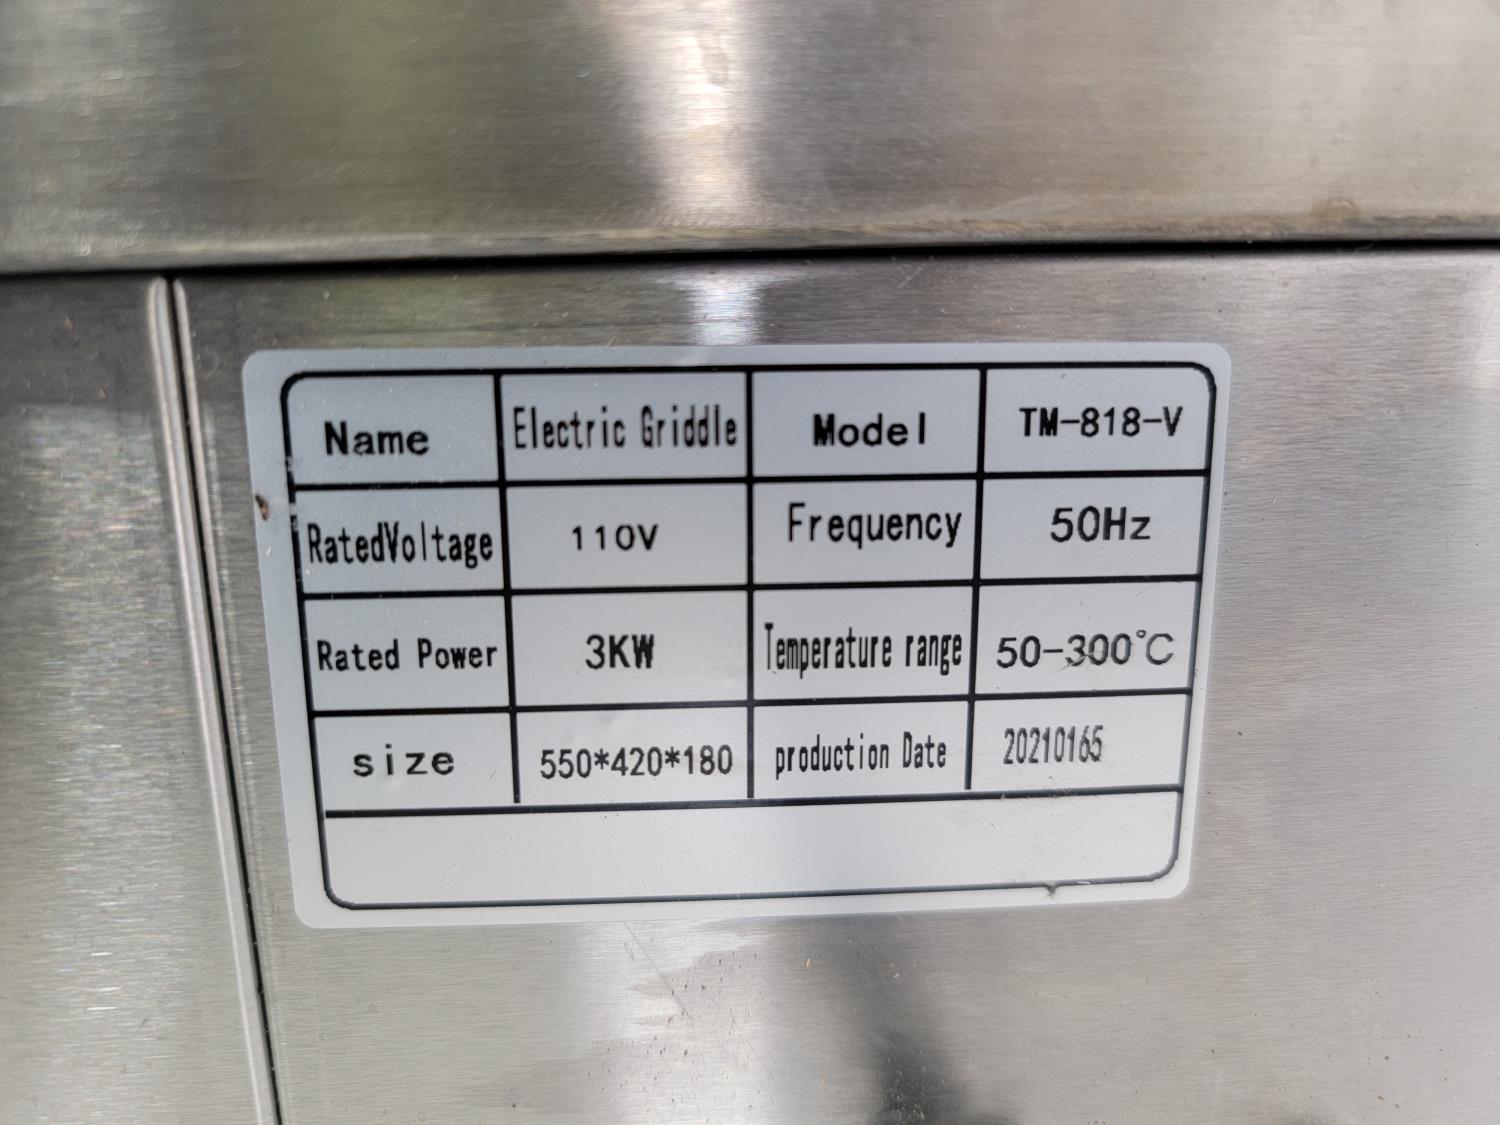 Name Electric Griddle Model TM-818-V
RatedVoltage 110V Frequency 50Hz
Rated Power 3KW Temperature range 50-300℃
size 550*420*180 production Date 20210165